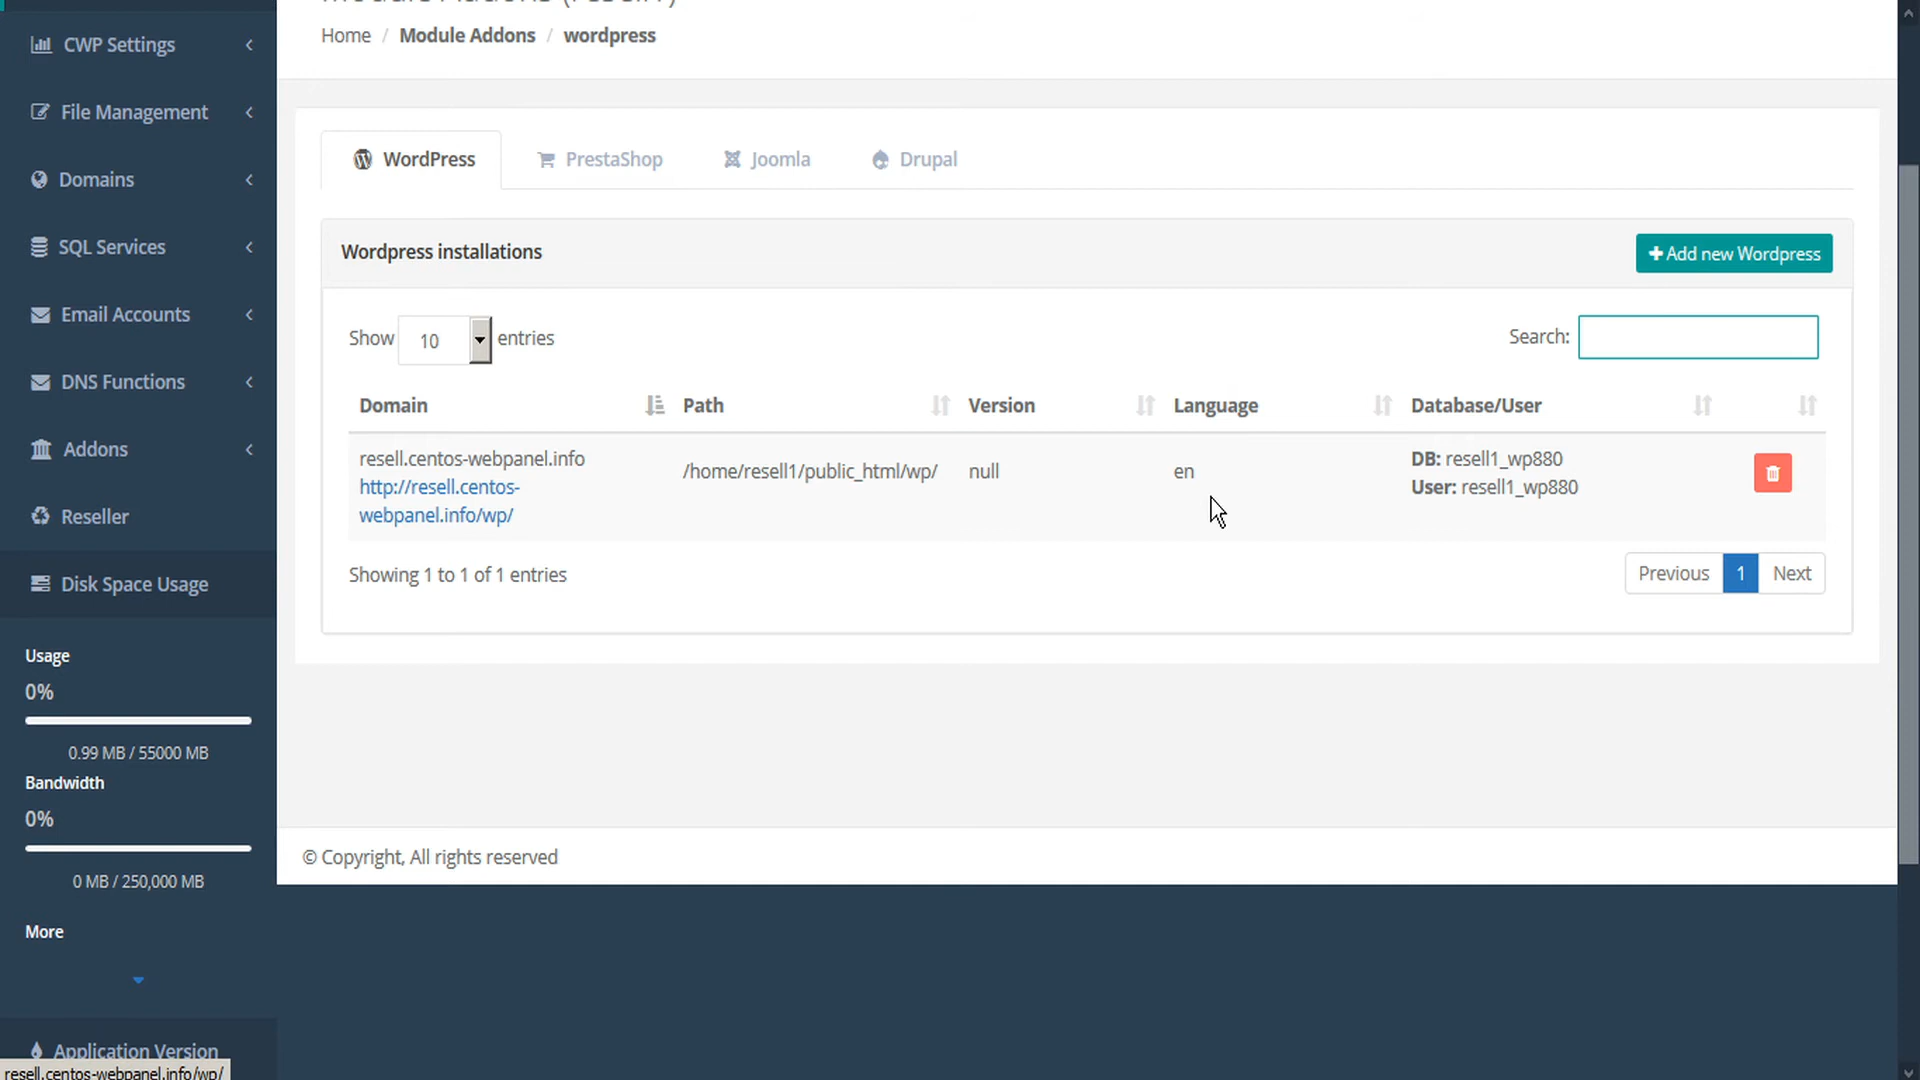 CWP Settings
File Management
Domains
SQL Services
Email Accounts
DNS Functions
Addons
Reseller
Disk Space Usage
Usage
0%
0.99 MB / 55000 MB
Bandwidth
0%
0 MB / 250,000 MB
More
Application Version
resell.centos-webpanel.info/wp/
Home / Module Addons / wordpress
WordPress PrestaShop Joomla Drupal
Wordpress installations
Add new Wordpress
Show 10 entries
Search:
Domain Path Version Language Database/User
resell.centos-webpanel.info
http://resell.centos-
webpanel.info/wp/
/home/resell1/public_html/wp/
null
en
DB: resell1_wp880
User: resell1_wp880
Showing 1 to 1 of 1 entries
Previous 1 Next
© Copyright, All rights reserved